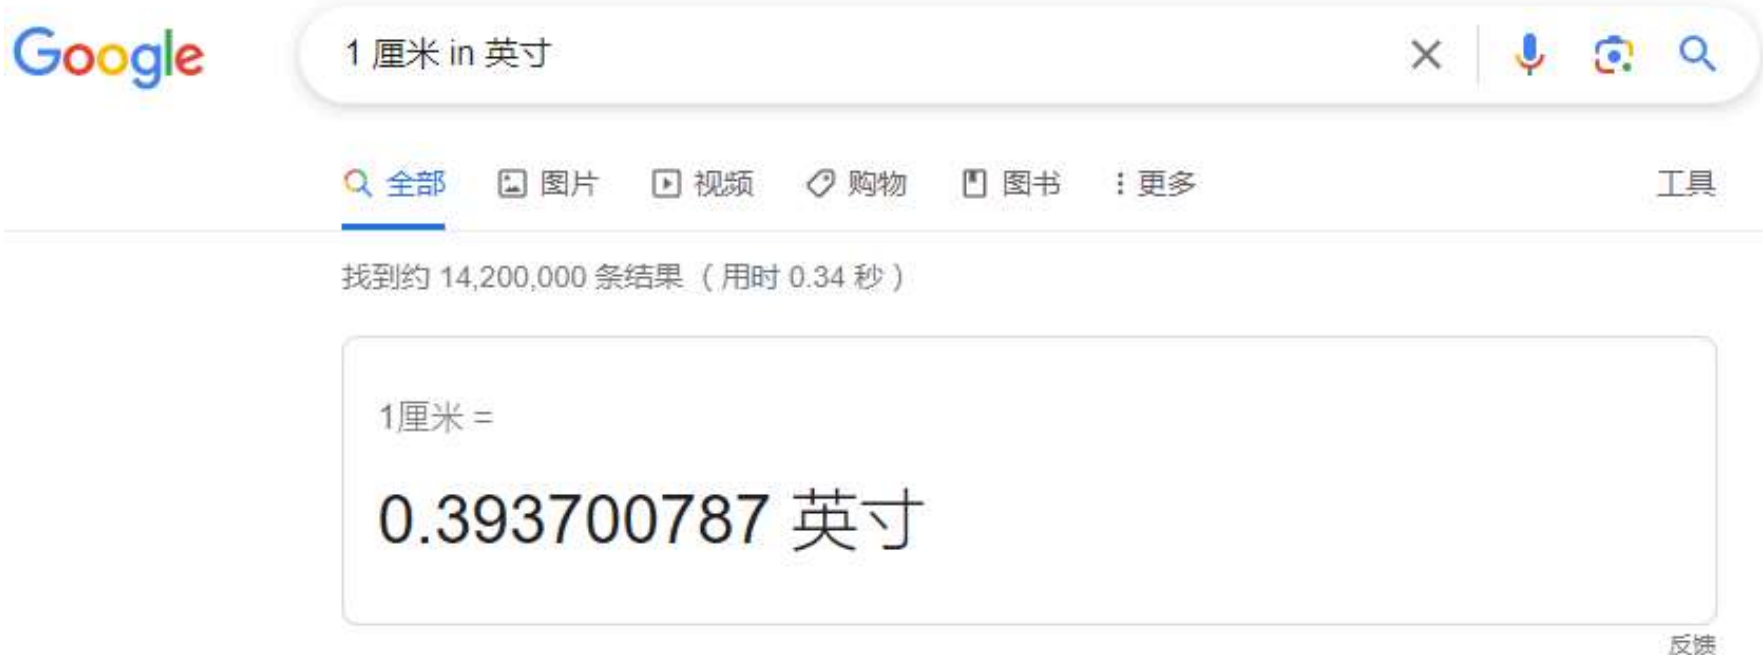 Google
1 厘米 in 英寸
全部 图片 视频 购物 图书 更多 工具
找到约 14,200,000 条结果 （用时 0.34 秒）
1厘米 =
0.393700787 英寸
反馈